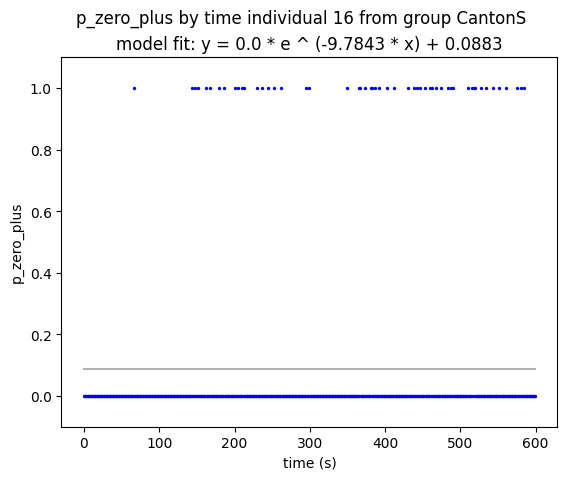 p_zero_plus by time individual 16 from group CantonS
model fit: y = 0.0 * e ^ (-9.7843 * x) + 0.0883
1.0
0.8
0.6
0.4
0.2
0.0
p_zero_plus
0 100 200 300 400 500 600
time (s)